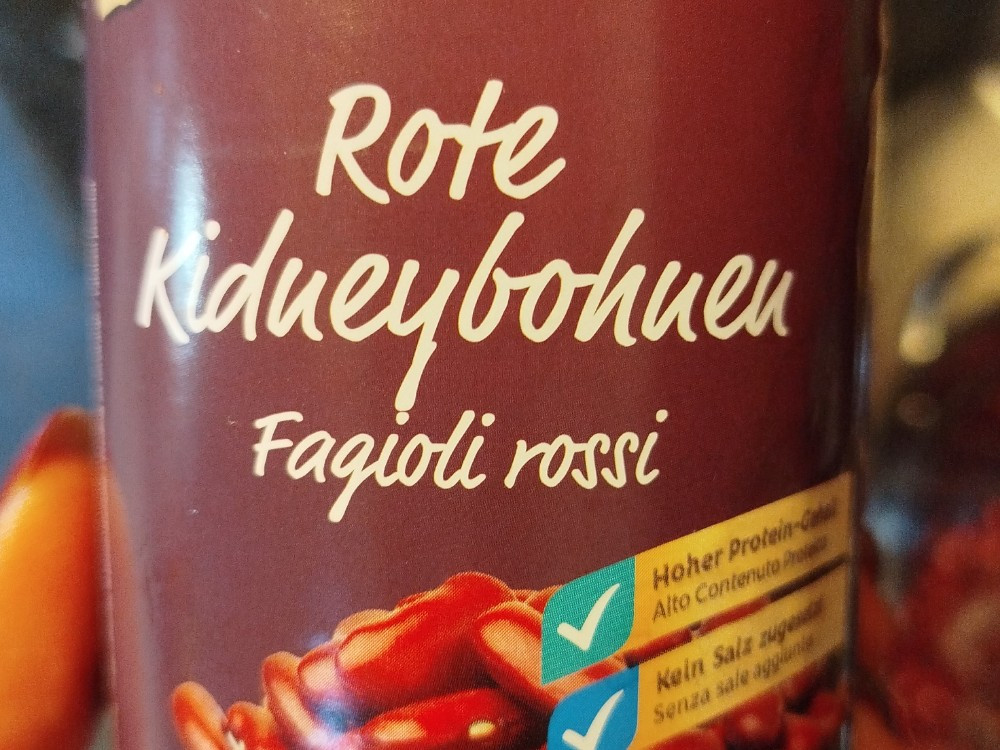 Rote
Kidneybohnen
Fagioli rossi
Hoher Protein-Gehalt
Alto Contenuto Proteico
Kein Salz zugesetzt
Senza sale aggiunto